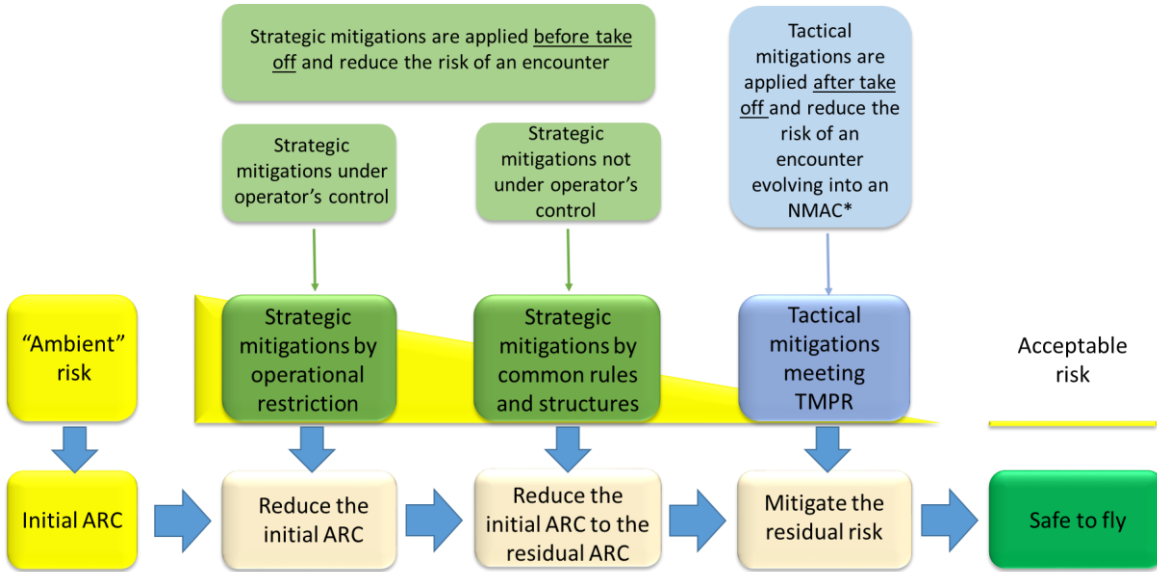 Strategic mitigations are applied before take
off and reduce the risk of an encounter
Tactical
mitigations are
applied after take
off and reduce the
risk of an
encounter
evolving into an
NMAC*
Strategic
mitigations under
operator's control
Strategic
mitigations not
under operator's
control
"Ambient"
risk
Strategic
mitigations by
operational
restriction
Strategic
mitigations by
common rules
and structures
Tactical
mitigations
meeting
TMPR
Acceptable
risk
Initial ARC
Reduce the
initial ARC
Reduce the
initial ARC to the
residual ARC
Mitigate the
residual risk
Safe to fly